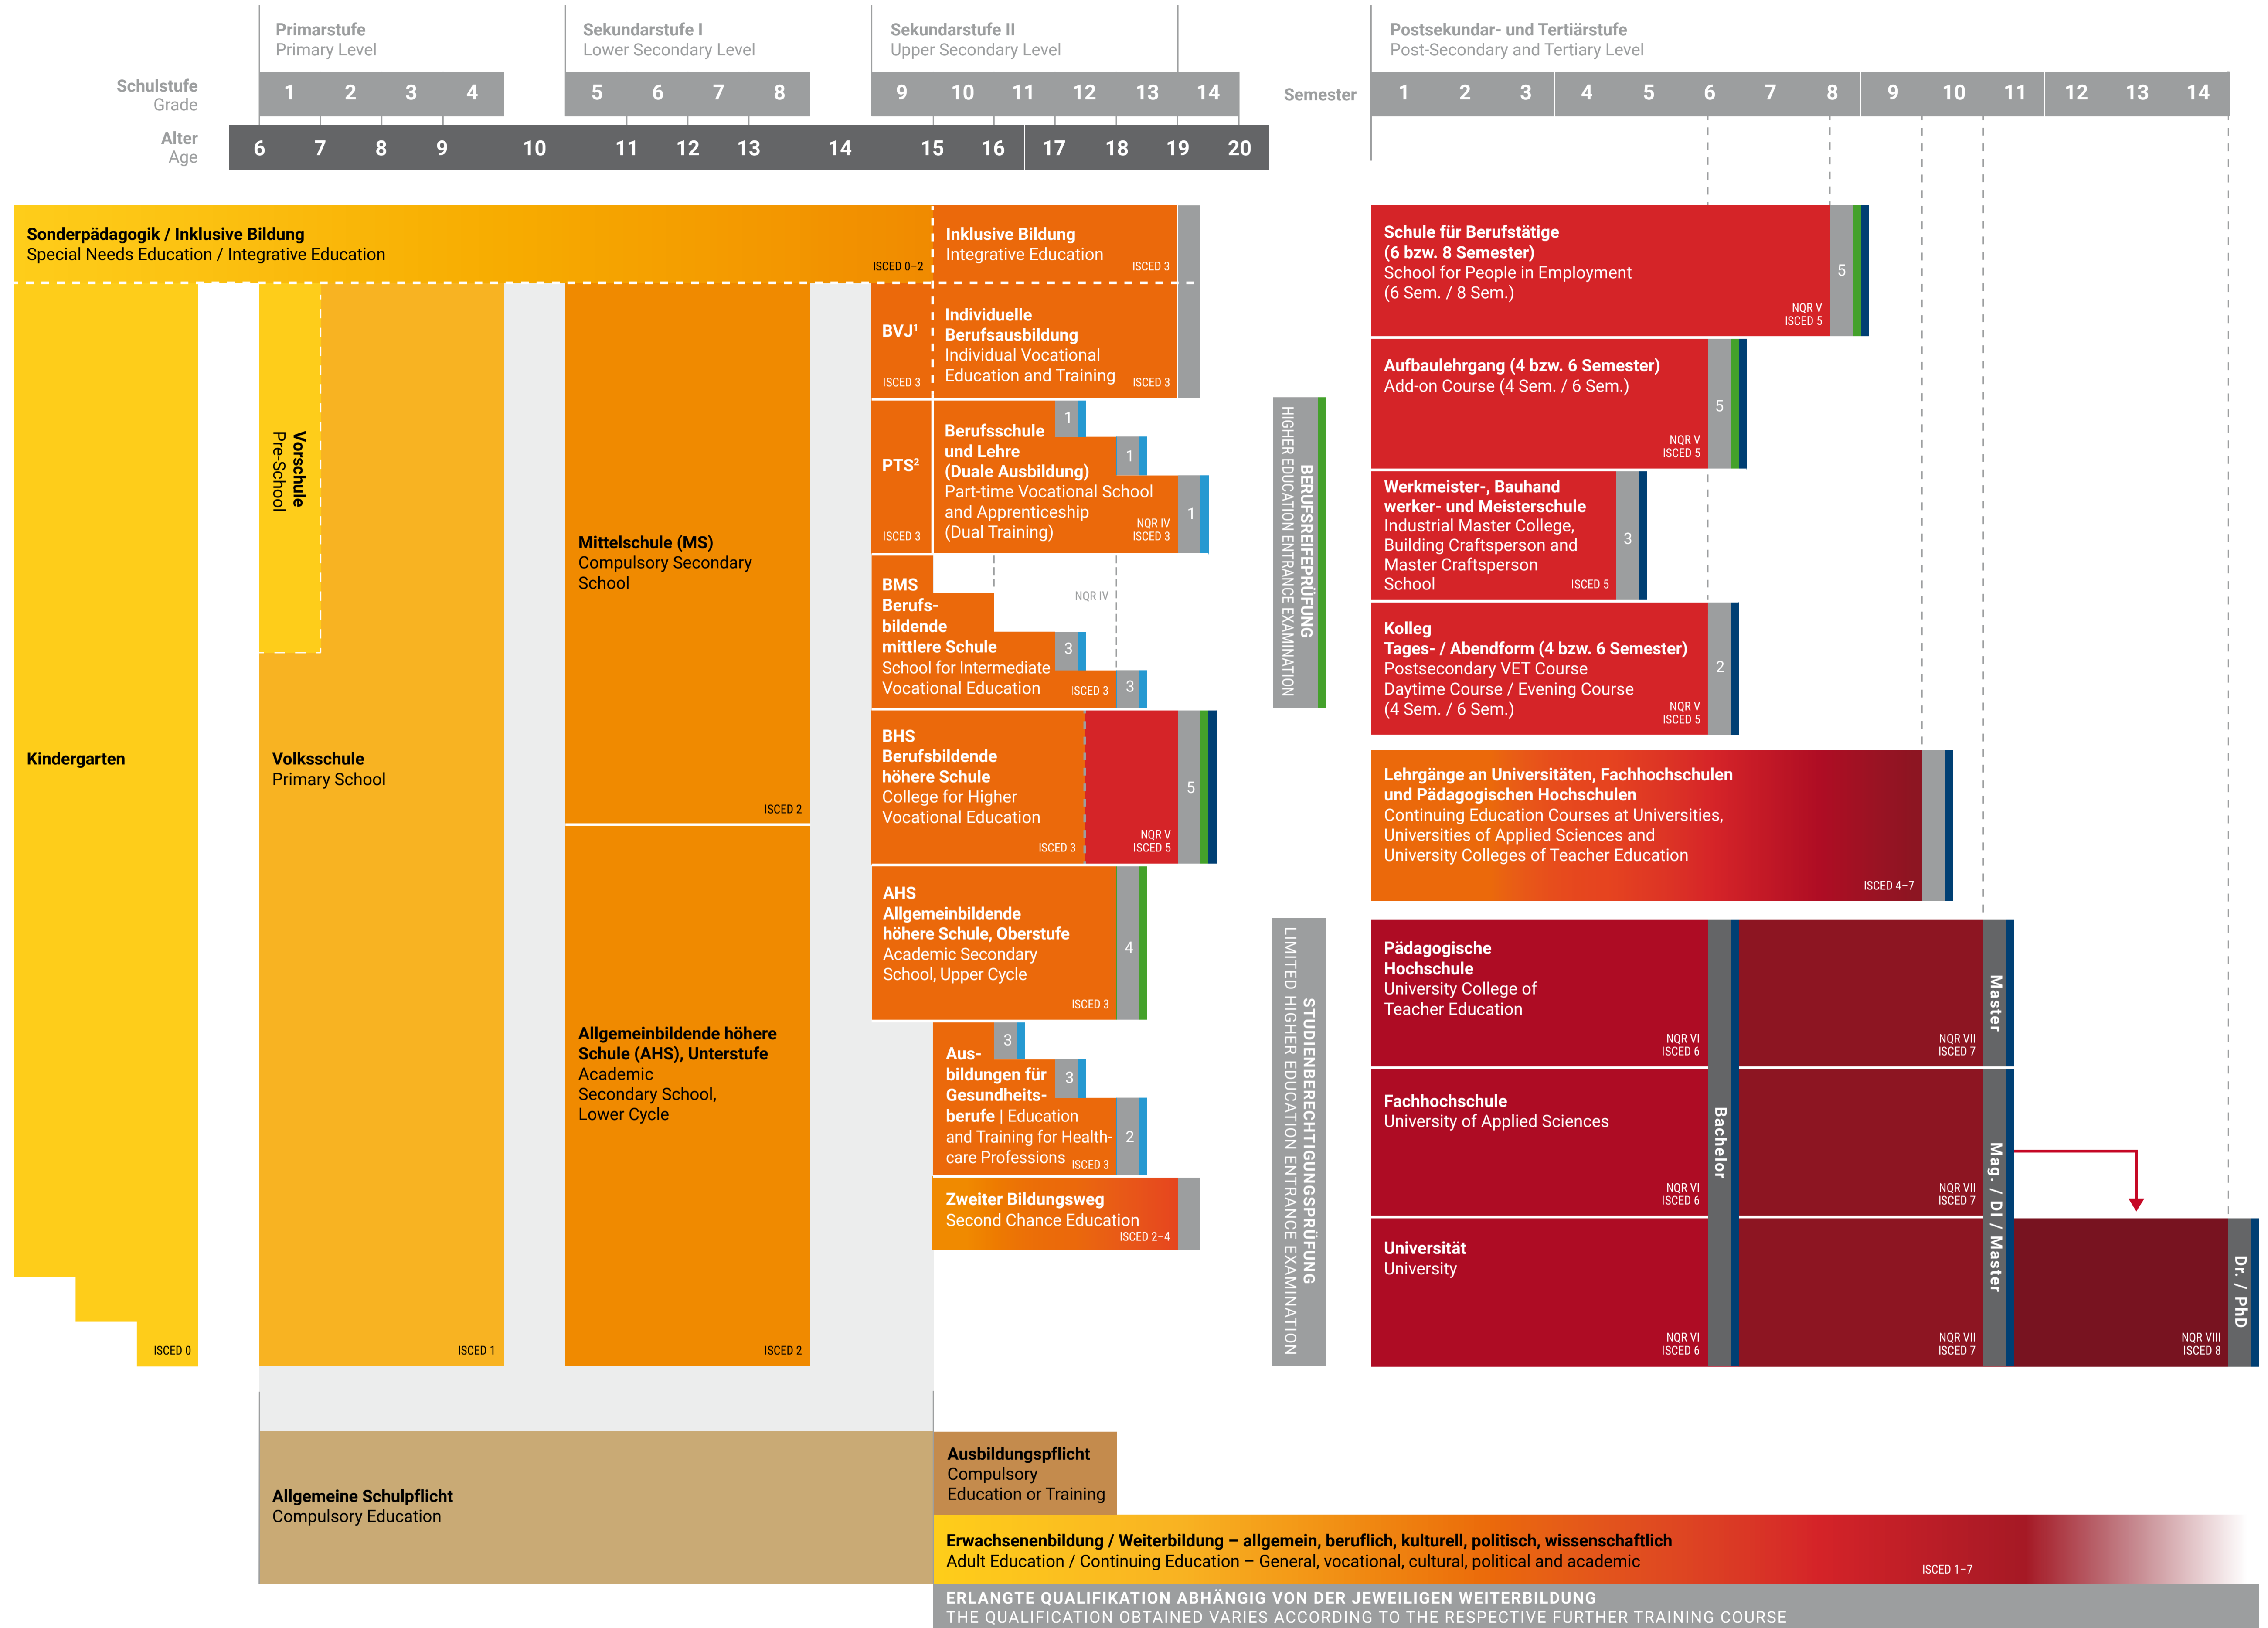 Primarstufe
Primary Level
Sekundarstufe I
Lower Secondary Level
Sekundarstufe II
Upper Secondary Level
Postsekundar- und Tertiärstufe
Post-Secondary and Tertiary Level
Schulstufe
Grade
1 2 3 4 5 6 7 8 9 10 11 12 13 14
Semester
1 2 3 4 5 6 7 8 9 10 11 12 13 14
Alter
Age
6 7 8 9 10 11 12 13 14 15 16 17 18 19 20
Sonderpädagogik / Inklusive Bildung
Special Needs Education / Integrative Education
ISCED 0–2
Inklusive Bildung
Integrative Education
ISCED 3
Kindergarten
ISCED 0
Vorschule
Pre-School
Volksschule
Primary School
ISCED 1
Mittelschule (MS)
Compulsory Secondary
School
ISCED 2
Allgemeinbildende höhere
Schule (AHS), Unterstufe
Academic
Secondary School,
Lower Cycle
ISCED 2
BVJ¹
ISCED 3
Individuelle
Berufsausbildung
Individual Vocational
Education and Training
ISCED 3
PTS²
ISCED 3
Berufsschule
und Lehre
(Duale Ausbildung)
Part-time Vocational School
and Apprenticeship
(Dual Training)
NQR IV
ISCED 3
1
1
1
BMS
Berufs-
bildende
mittlere Schule
School for Intermediate
Vocational Education
ISCED 3
NQR IV
3
3
BHS
Berufsbildende
höhere Schule
College for Higher
Vocational Education
ISCED 3
NQR V
ISCED 5
5
AHS
Allgemeinbildende
höhere Schule, Oberstufe
Academic Secondary
School, Upper Cycle
ISCED 3
4
Aus-
bildungen für
Gesundheits-
berufe | Education
and Training for Health-
care Professions
ISCED 3
3
3
2
Zweiter Bildungsweg
Second Chance Education
ISCED 2–4
BERUFSREIFEPRÜFUNG
HIGHER EDUCATION ENTRANCE EXAMINATION
STUDIENBERECHTIGUNGSPRÜFUNG
LIMITED HIGHER EDUCATION ENTRANCE EXAMINATION
Schule für Berufstätige
(6 bzw. 8 Semester)
School for People in Employment
(6 Sem. / 8 Sem.)
NQR V
ISCED 5
5
Aufbaulehrgang (4 bzw. 6 Semester)
Add-on Course (4 Sem. / 6 Sem.)
NQR V
ISCED 5
5
Werkmeister-, Bauhand
werker- und Meisterschule
Industrial Master College,
Building Craftsperson and
Master Craftsperson
School
ISCED 5
3
Kolleg
Tages- / Abendform (4 bzw. 6 Semester)
Postsecondary VET Course
Daytime Course / Evening Course
(4 Sem. / 6 Sem.)
NQR V
ISCED 5
2
Lehrgänge an Universitäten, Fachhochschulen
und Pädagogischen Hochschulen
Continuing Education Courses at Universities,
Universities of Applied Sciences and
University Colleges of Teacher Education
ISCED 4–7
Pädagogische
Hochschule
University College of
Teacher Education
NQR VI
ISCED 6
NQR VII
ISCED 7
Master
Fachhochschule
University of Applied Sciences
NQR VI
ISCED 6
Bachelor
NQR VII
ISCED 7
Mag. / DI / Master
Universität
University
NQR VI
ISCED 6
NQR VII
ISCED 7
NQR VIII
ISCED 8
Dr. / PhD
Allgemeine Schulpflicht
Compulsory Education
Ausbildungspflicht
Compulsory
Education or Training
Erwachsenenbildung / Weiterbildung – allgemein, beruflich, kulturell, politisch, wissenschaftlich
Adult Education / Continuing Education – General, vocational, cultural, political and academic
ISCED 1–7
ERLANGTE QUALIFIKATION ABHÄNGIG VON DER JEWEILIGEN WEITERBILDUNG
THE QUALIFICATION OBTAINED VARIES ACCORDING TO THE RESPECTIVE FURTHER TRAINING COURSE